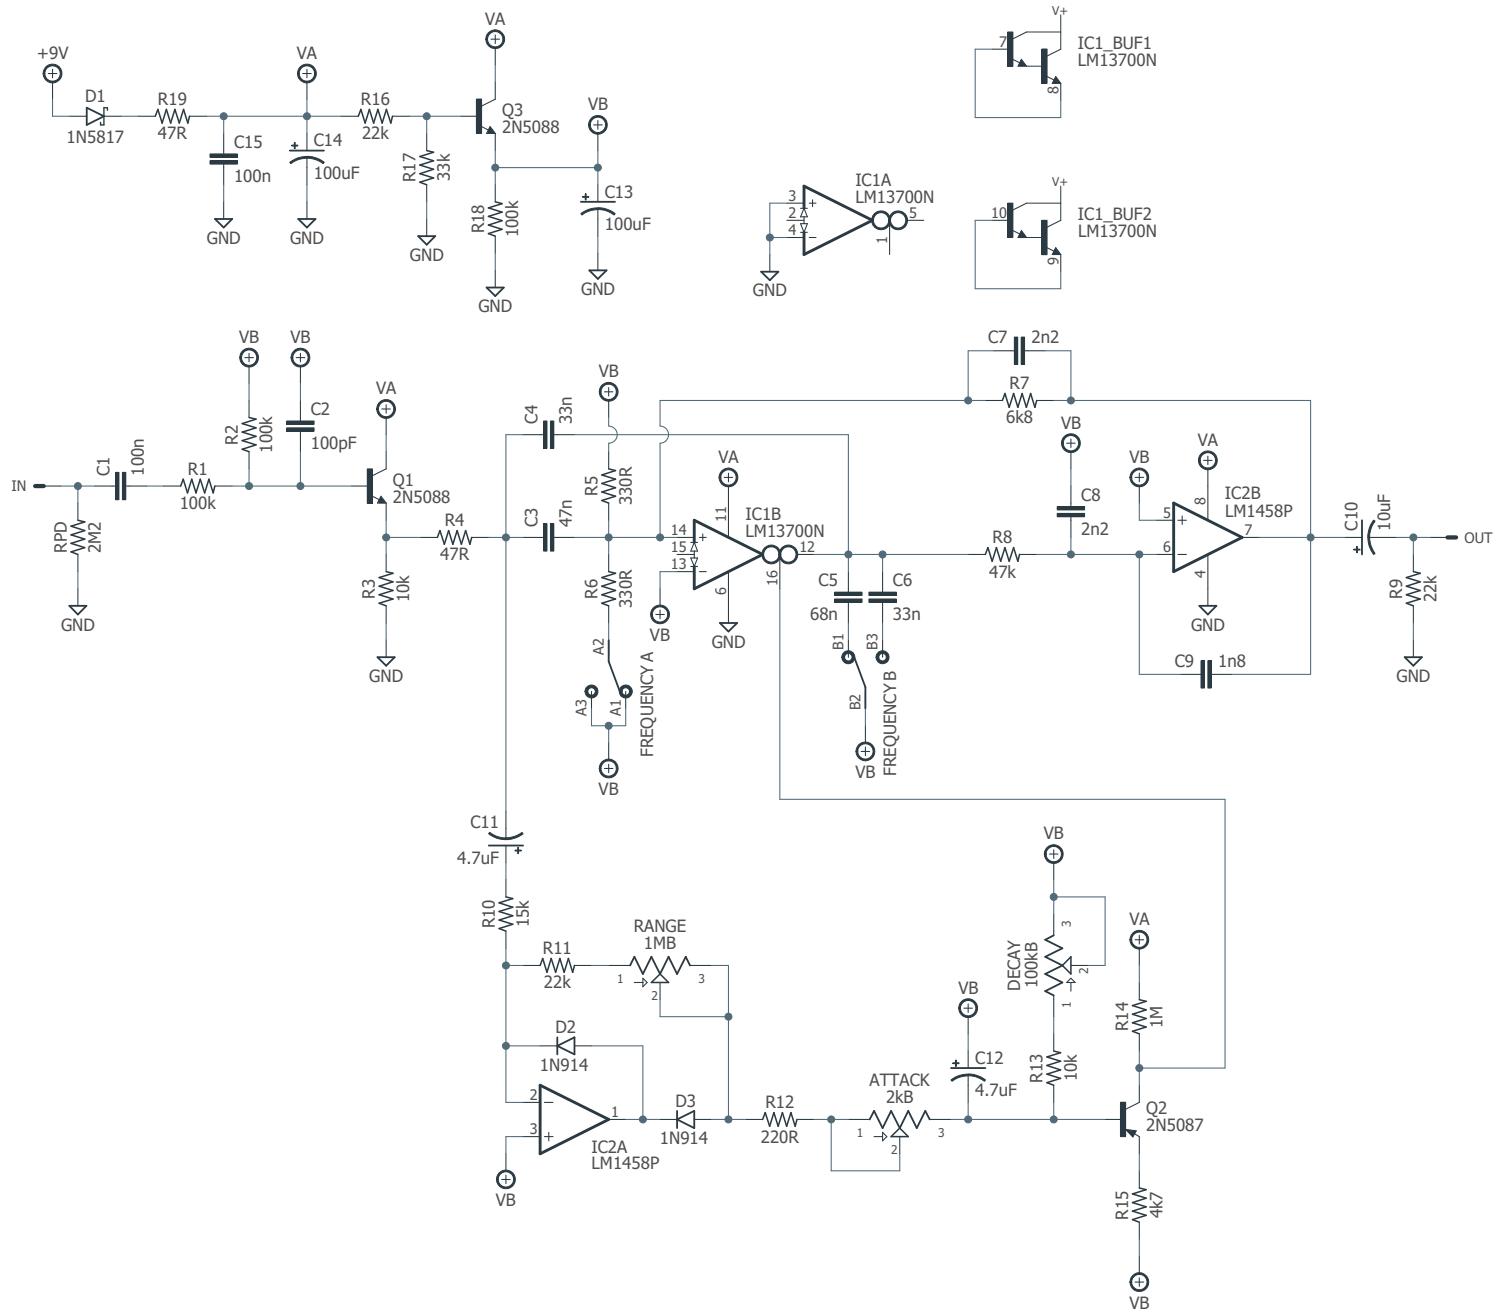 +9V
D1
1N5817
R19
47R
C15
100n
VA
C14
100uF
GND
GND
R16
22k
R17
33k
GND
VA
Q3
2N5088
R18
100k
GND
VB
C13
100uF
GND
IC1A
LM13700N
3
2
4
+
−
5
1
GND
V+
7
8
IC1_BUF1
LM13700N
V+
10
9
IC1_BUF2
LM13700N
IN
RPD
2M2
GND
C1
100n
R1
100k
VB
R2
100k
VB
C2
100pF
VA
Q1
2N5088
R3
10k
GND
R4
47R
C4
33n
C3
47n
VB
R5
330R
R6
330R
A2
A3
A1
FREQUENCY A
VB
VB
VA
11
IC1B
LM13700N
14
15
13
+
−
12
16
6
GND
C5
68n
C6
33n
B1
B3
B2
FREQUENCY B
VB
C7
2n2
R7
6k8
R8
47k
VB
C8
2n2
VB
VA
8
IC2B
LM1458P
5
6
+
−
7
4
GND
C9
1n8
C10
10uF
R9
22k
GND
OUT
C11
4.7uF
R10
15k
R11
22k
RANGE
1MB
1
2
3
D2
1N914
2
3
−
+
1
IC2A
LM1458P
VB
D3
1N914
R12
220R
ATTACK
2kB
1
2
3
VB
C12
4.7uF
VB
DECAY
100kB
3
2
1
R13
10k
VA
R14
1M
Q2
2N5087
R15
4k7
VB